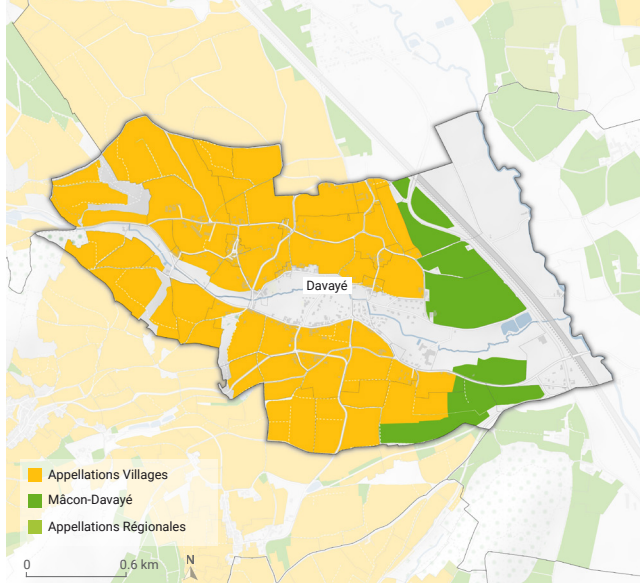 Davayé
Appellations Villages
Mâcon-Davayé
Appellations Régionales
0 0.6 km
N